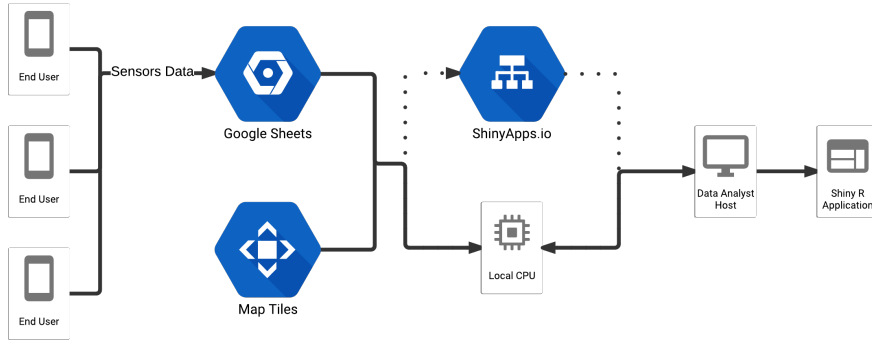 End User
Sensors Data
Google Sheets
ShinyApps.io
End User
Data Analyst
Host
Shiny R
Application
Local CPU
Map Tiles
End User